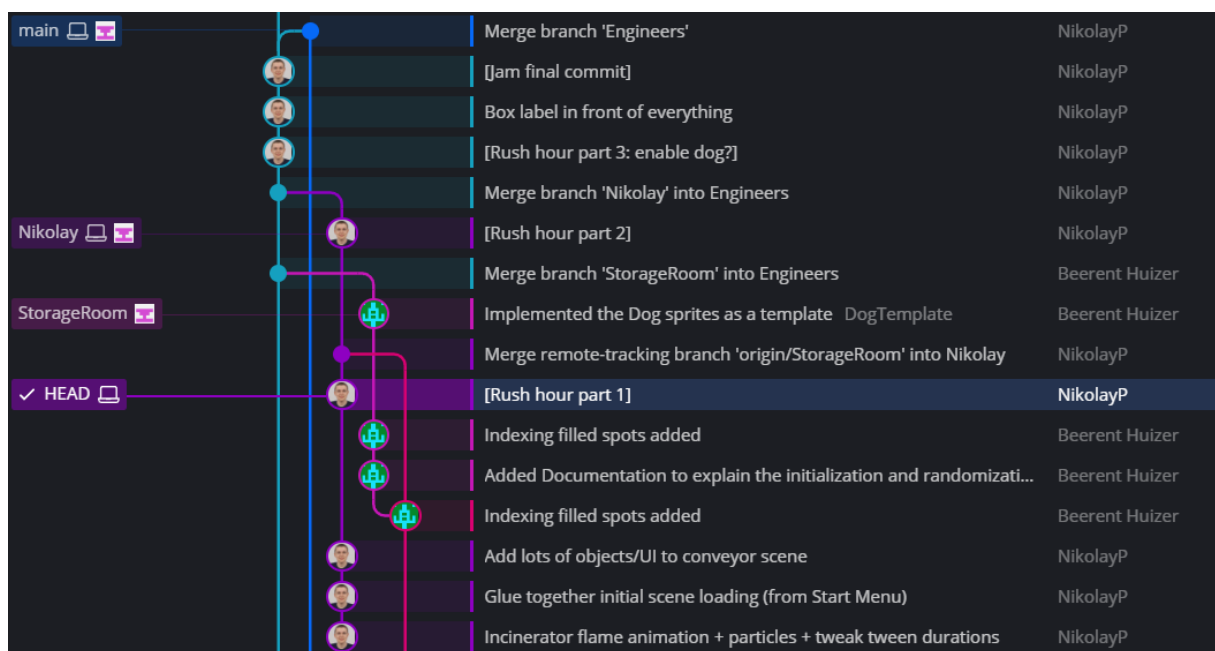 main Merge branch 'Engineers' NikolayP
[Jam final commit] NikolayP
Box label in front of everything NikolayP
[Rush hour part 3: enable dog?] NikolayP
Merge branch 'Nikolay' into Engineers NikolayP
Nikolay [Rush hour part 2] NikolayP
Merge branch 'StorageRoom' into Engineers Beerent Huizer
StorageRoom Implemented the Dog sprites as a template DogTemplate Beerent Huizer
Merge remote-tracking branch 'origin/StorageRoom' into Nikolay NikolayP
HEAD [Rush hour part 1] NikolayP
Indexing filled spots added Beerent Huizer
Added Documentation to explain the initialization and randomizati... Beerent Huizer
Indexing filled spots added Beerent Huizer
Add lots of objects/UI to conveyor scene NikolayP
Glue together initial scene loading (from Start Menu) NikolayP
Incinerator flame animation + particles + tweak tween durations NikolayP